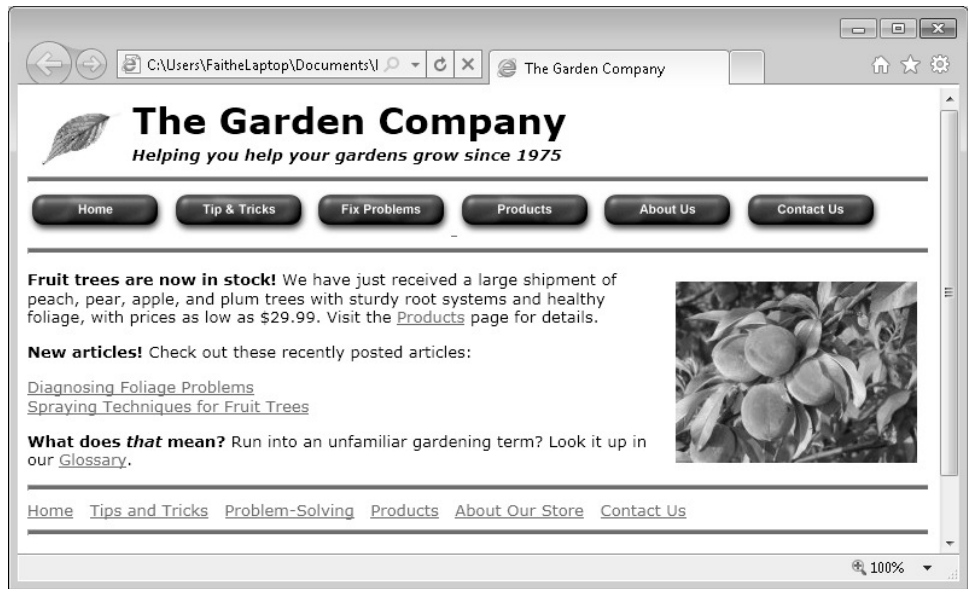 C:\Users\FaitheLaptop\Documents\I
The Garden Company
The Garden Company
Helping you help your gardens grow since 1975
Home Tip & Tricks Fix Problems Products About Us Contact Us
Fruit trees are now in stock! We have just received a large shipment of
peach, pear, apple, and plum trees with sturdy root systems and healthy
foliage, with prices as low as $29.99. Visit the Products page for details.
New articles! Check out these recently posted articles:
Diagnosing Foliage Problems
Spraying Techniques for Fruit Trees
What does that mean? Run into an unfamiliar gardening term? Look it up in
our Glossary.
Home Tips and Tricks Problem-Solving Products About Our Store Contact Us
100%